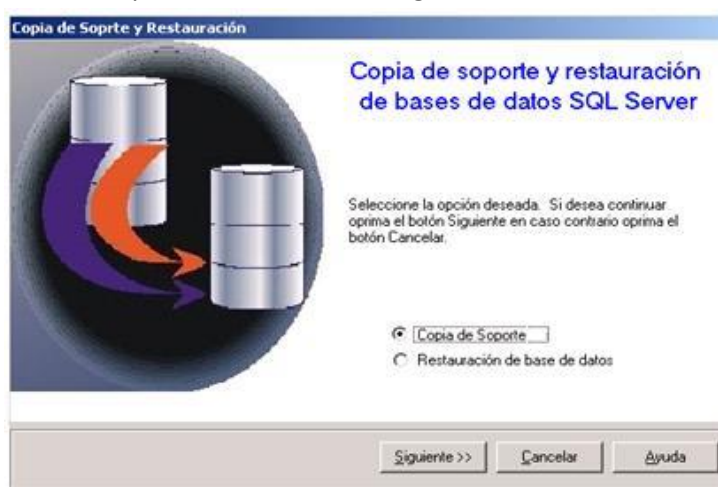 Copia de Soprte y Restauración
Copia de soporte y restauración
de bases de datos SQL Server
Seleccione la opción deseada. Si desea continuar
oprima el botón Siguiente en caso contrario oprima el
botón Cancelar.
Copia de Soporte
Restauración de base de datos
Siguiente >>
Cancelar
Ayuda